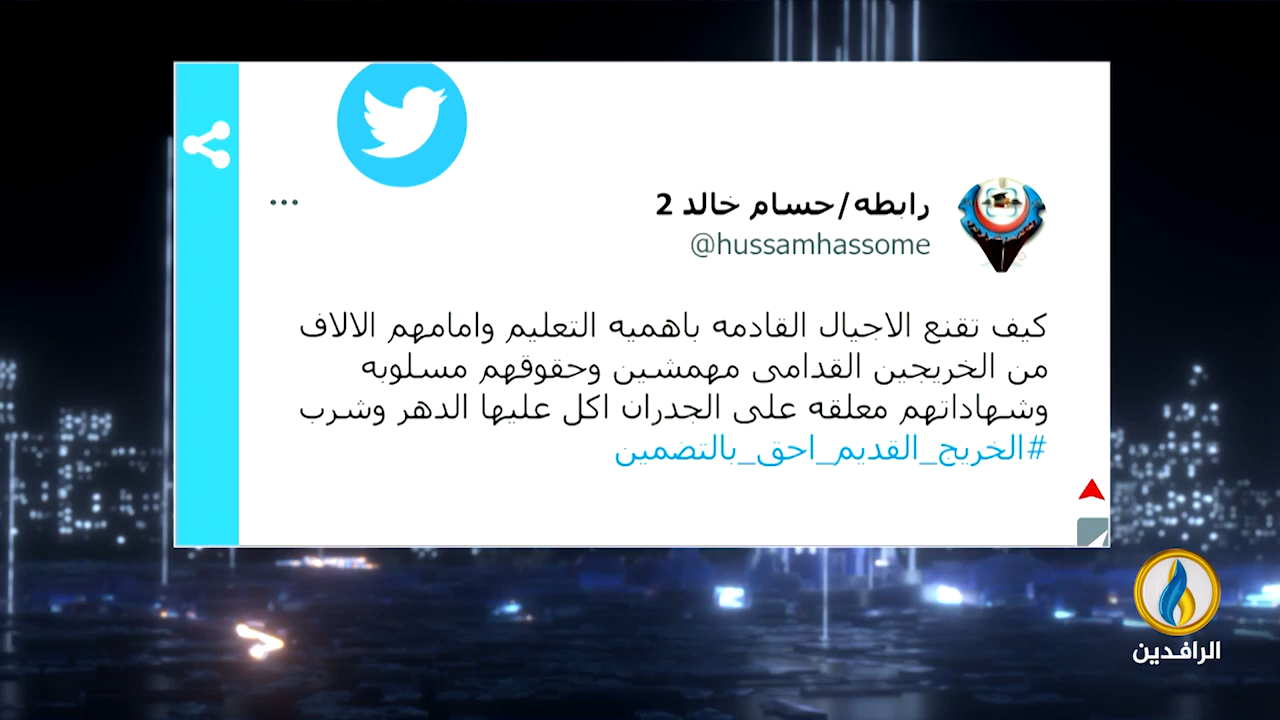 رابطه/حسام خالد 2
@hussamhassome
كيف تقنع الاجيال القادمه باهميه التعليم وامامهم الالاف
من الخريجين القدامى مهمشين وحقوقهم مسلوبه
وشهاداتهم معلقه على الجدران اكل عليها الدهر وشرب
#الخريج_القديم_احق_بالتضمين
الرافدين